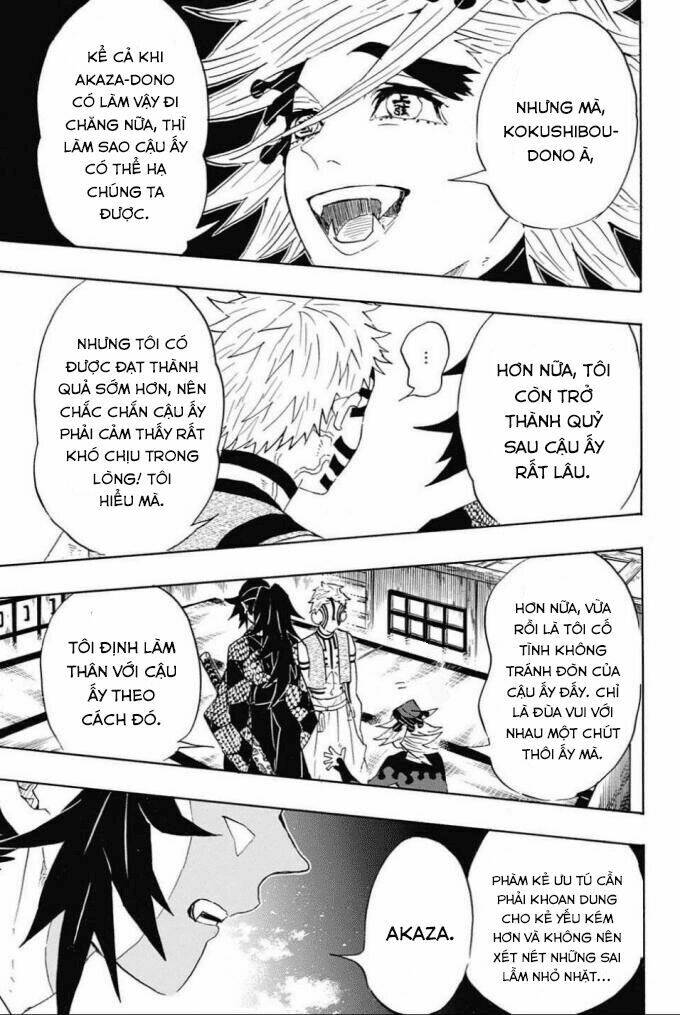 NHƯNG MÀ,
KOKUSHIBOU-
DONO À,
KỂ CẢ KHI
AKAZA-DONO
CÓ LÀM VẬY ĐI
CHĂNG NỮA, THÌ
LÀM SAO CẬU ẤY
CÓ THỂ HẠ
CHÚNG TA
ĐƯỢC.
HƠN NỮA, TÔI
CÒN TRỞ
THÀNH QUỶ
SAU CẬU ẤY
RẤT LÂU.
...
NHƯNG TÔI CÓ
ĐƯỢC ĐẠT THÀNH
QUẢ SỚM HƠN, NÊN
CHẮC CHẮN CẬU ẤY
PHẢI CẢM THẤY RẤT
KHÓ CHỊU TRONG
LÒNG! TÔI
HIỂU MÀ.
HƠN NỮA, VỪA
RỒI LÀ TÔI CỐ
TÌNH KHÔNG
TRÁNH ĐÒN CỦA
CẬU ẤY ĐẤY. CHỈ
LÀ ĐÙA VUI VỚI
NHAU MỘT CHÚT
THÔI ẤY MÀ.
TÔI ĐỊNH LÀM
THÂN VỚI CẬU
ẤY THEO
CÁCH ĐÓ.
PHÀM KẺ ƯU TÚ CẦN
PHẢI KHOAN DUNG
CHO KẺ YẾU KÉM
HƠN VÀ KHÔNG NÊN
XÉT NÉT NHỮNG SAI
LẦM NHỎ NHẶT...
AKAZA.